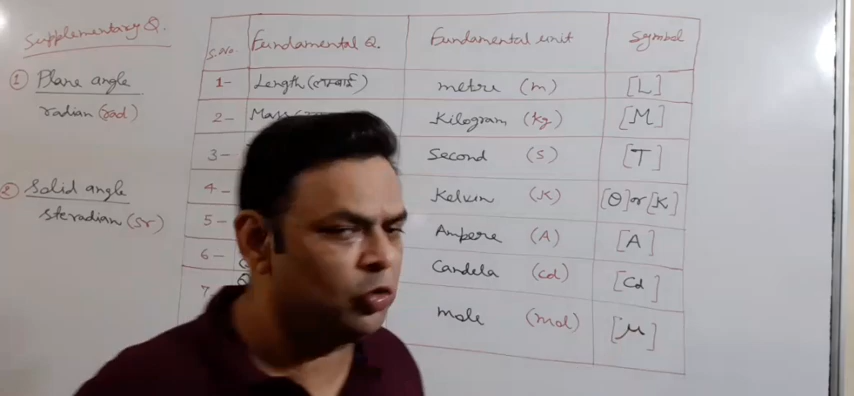 Supplementary Q.
① Plane angle
radian (rad)
② Solid angle
steradian (sr)
S.No. Fundamental Q. Fundamental unit Symbol
1- Length (लम्बाई) metre (m) [L]
2- Mass Kilogram (kg) [M]
3- Second (s) [T]
4- Kelvin (K) [θ] or [K]
5- Ampere (A) [A]
6- Candela (Cd) [Cd]
7 mole (mol) [μ]